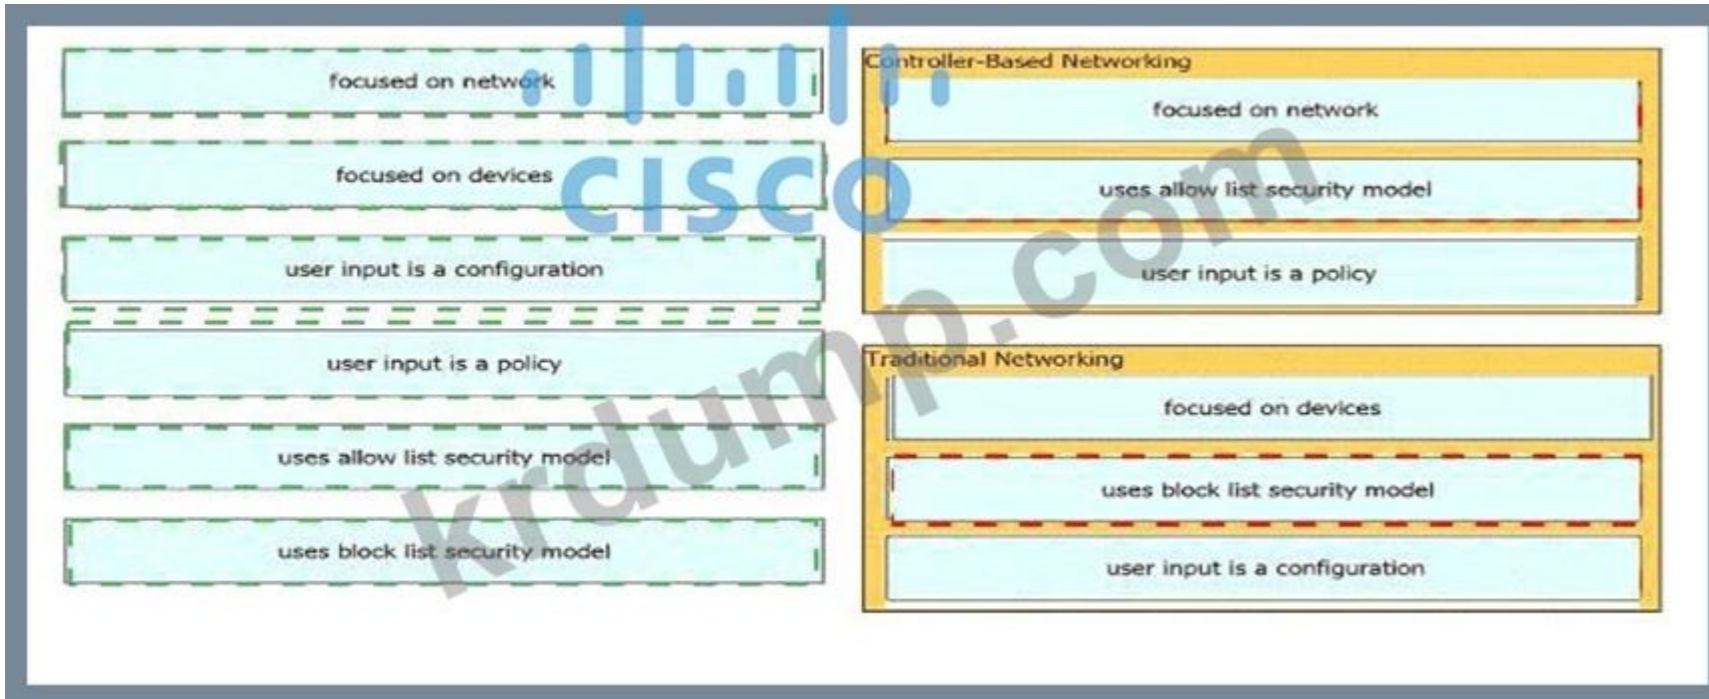 focused on network
focused on devices
user input is a configuration
user input is a policy
uses allow list security model
uses block list security model
CISCO
Controller-Based Networking
focused on network
uses allow list security model
user input is a policy
Traditional Networking
focused on devices
uses block list security model
user input is a configuration
krdump.com